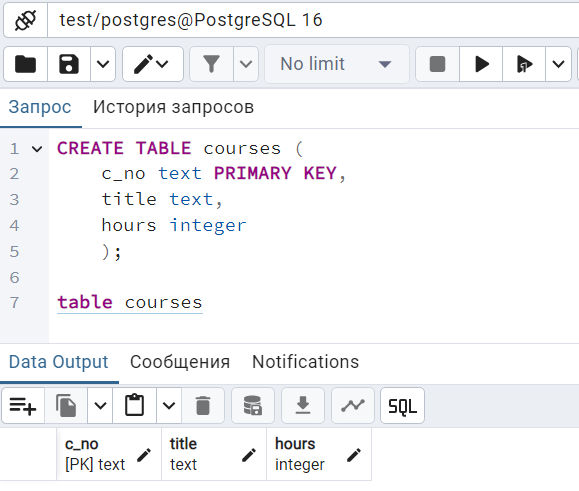 test/postgres@PostgreSQL 16
No limit
Запрос История запросов
1 CREATE TABLE courses (
2 c_no text PRIMARY KEY,
3 title text,
4 hours integer
5 );
6
7 table courses
Data Output Сообщения Notifications
SQL
c_no title hours
[PK] text text integer